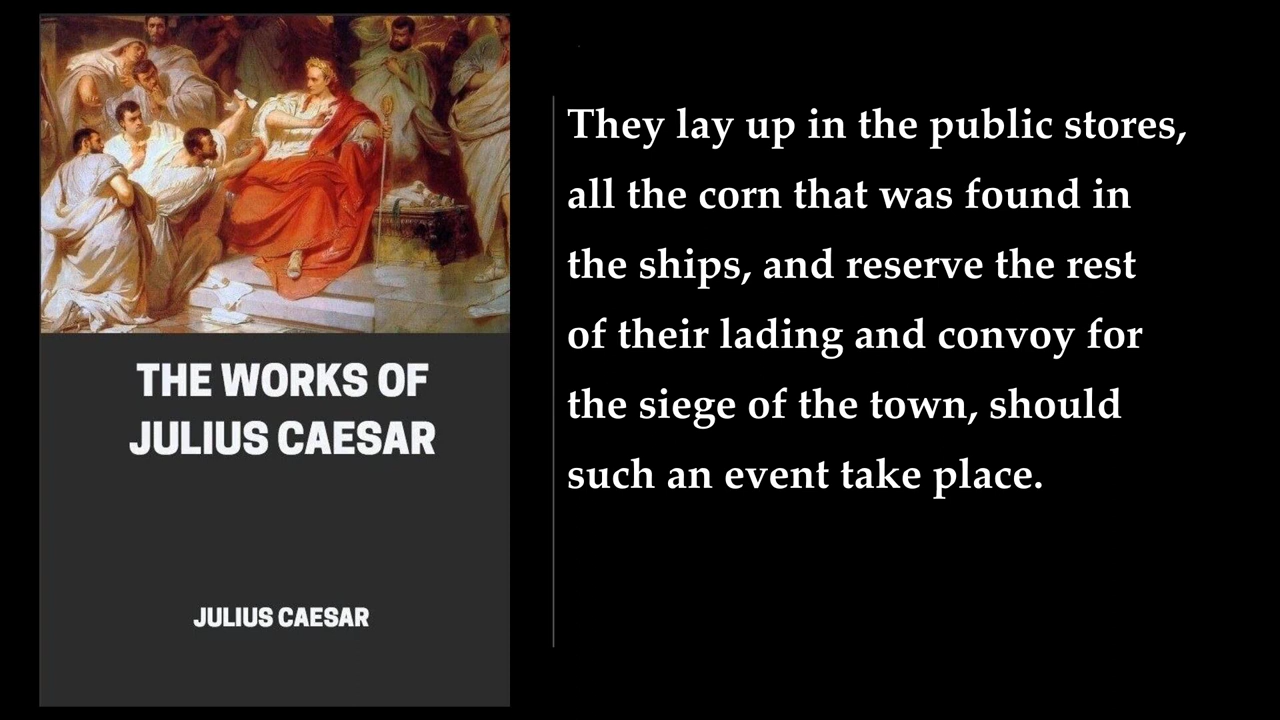 THE WORKS OF
JULIUS CAESAR
JULIUS CAESAR
They lay up in the public stores,
all the corn that was found in
the ships, and reserve the rest
of their lading and convoy for
the siege of the town, should
such an event take place.